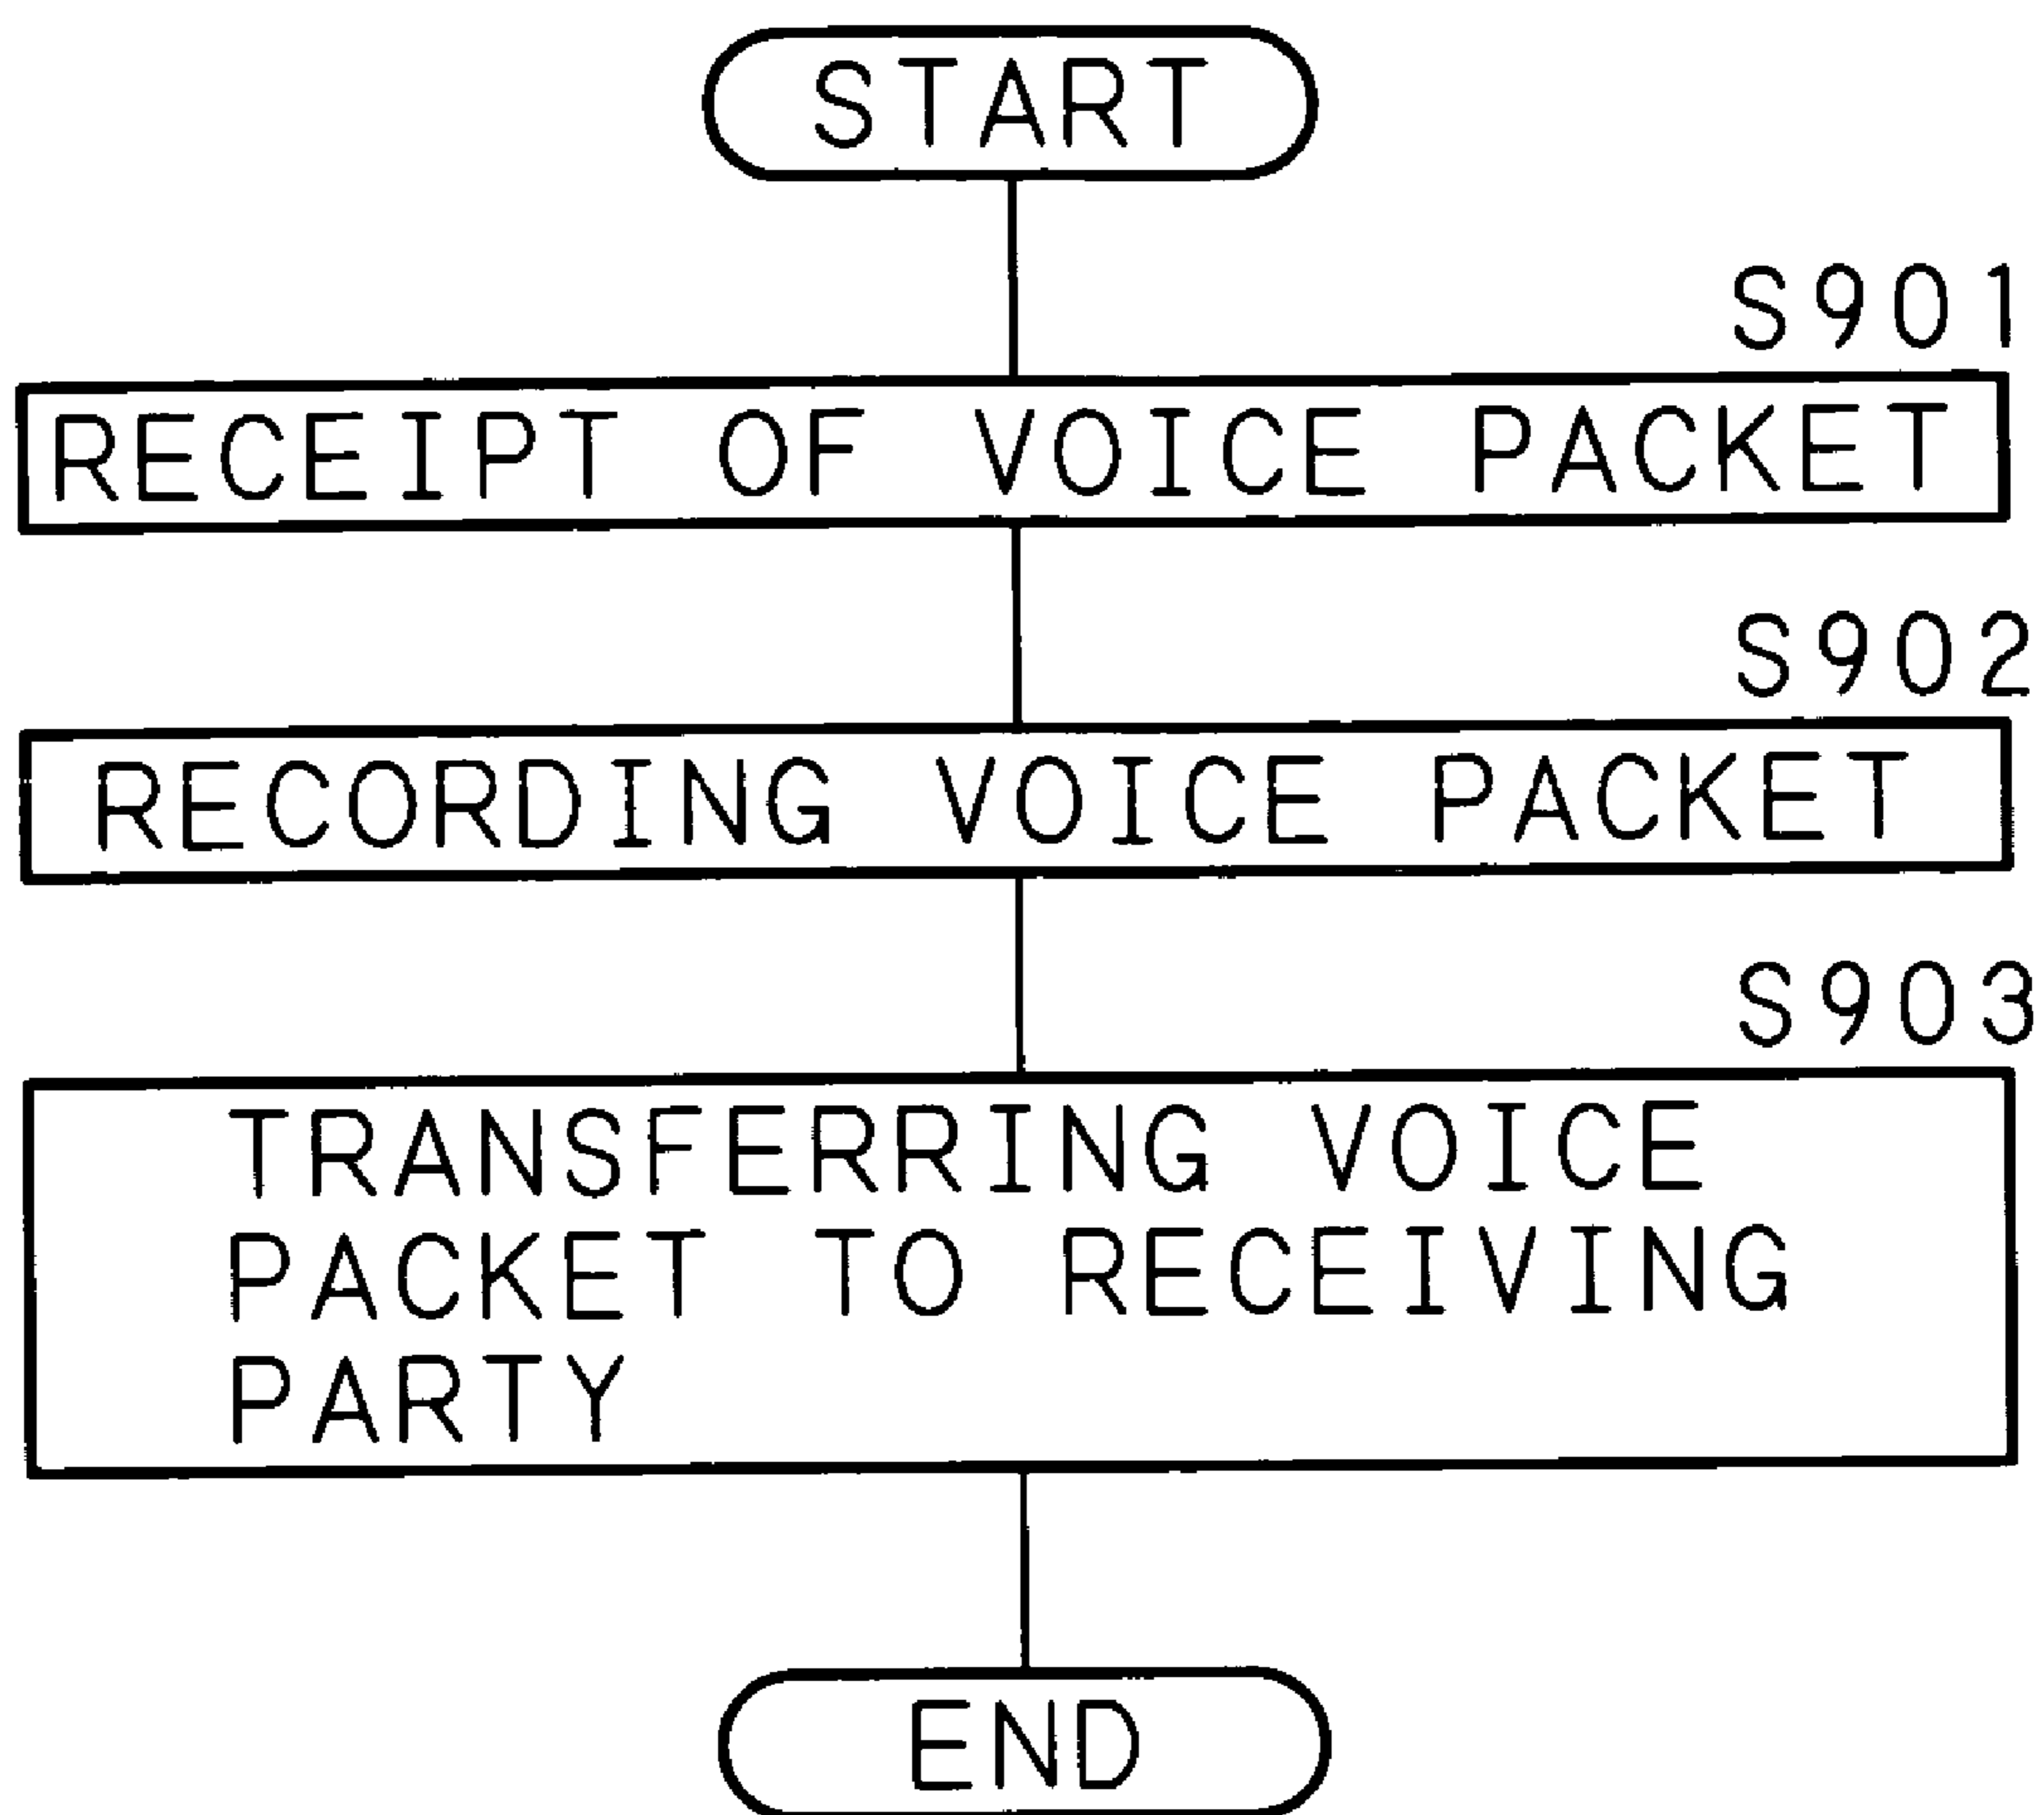 START
S901
RECEIPT OF VOICE PACKET
S902
RECORDING VOICE PACKET
S903
TRANSFERRING VOICE
PACKET TO RECEIVING
PARTY
END